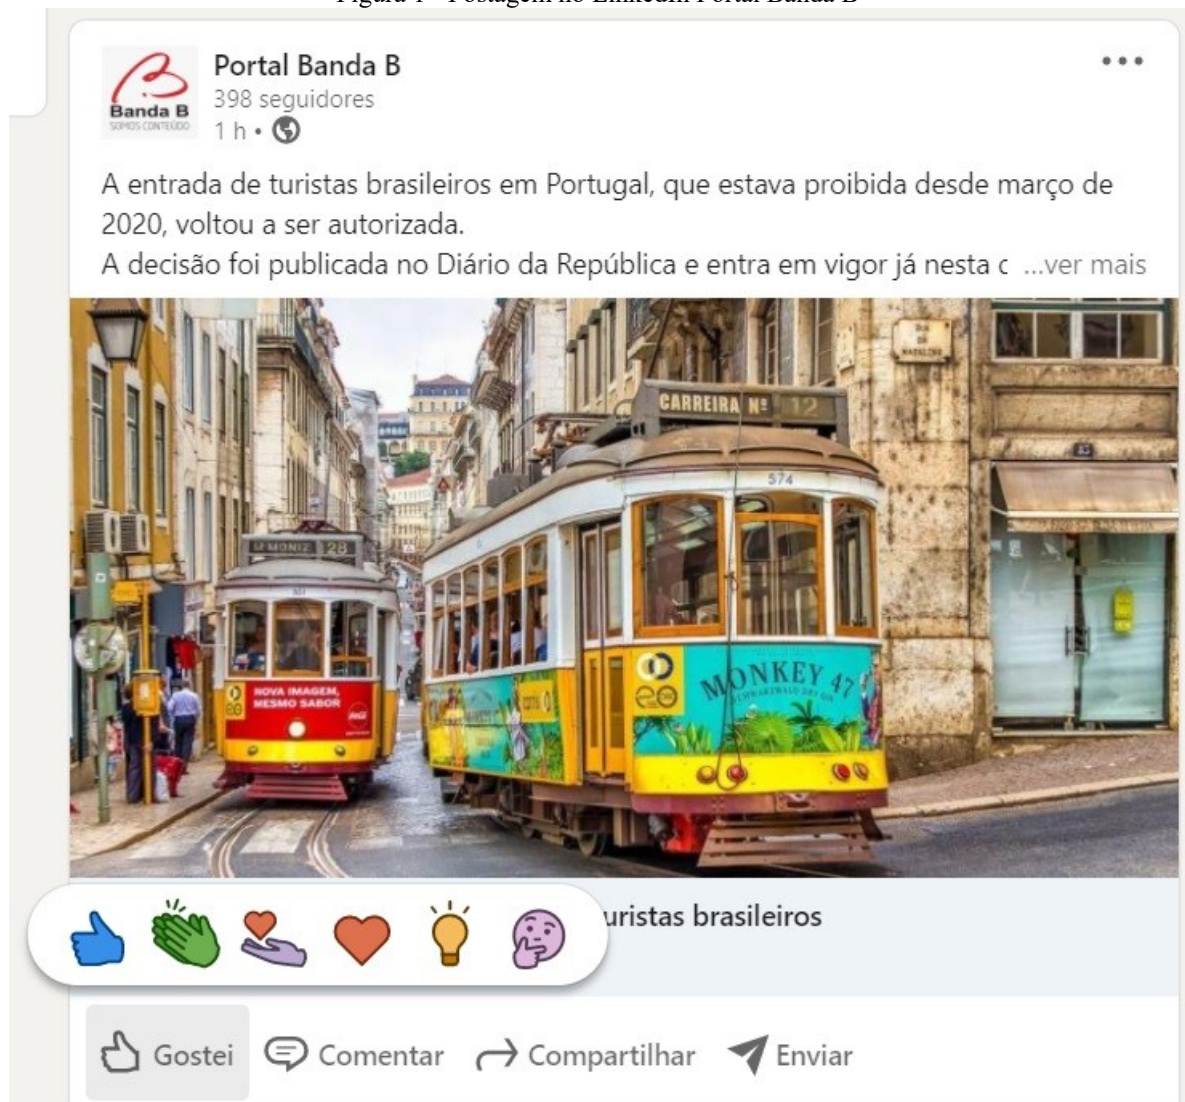 Figura 1 - Postagem no LinkedIn Portal Banda B
Banda B
SOMOS CONTEÚDO
Portal Banda B
398 seguidores
1 h •
A entrada de turistas brasileiros em Portugal, que estava proibida desde março de
2020, voltou a ser autorizada.
A decisão foi publicada no Diário da República e entra em vigor já nesta c ...ver mais
CARREIRA Nº 12
574
M. MONIZ 28
NOVA IMAGEM,
MESMO SABOR
MONKEY 47
SCHWARZWALD DRY GIN
uristas brasileiros
Gostei
Comentar
Compartilhar
Enviar